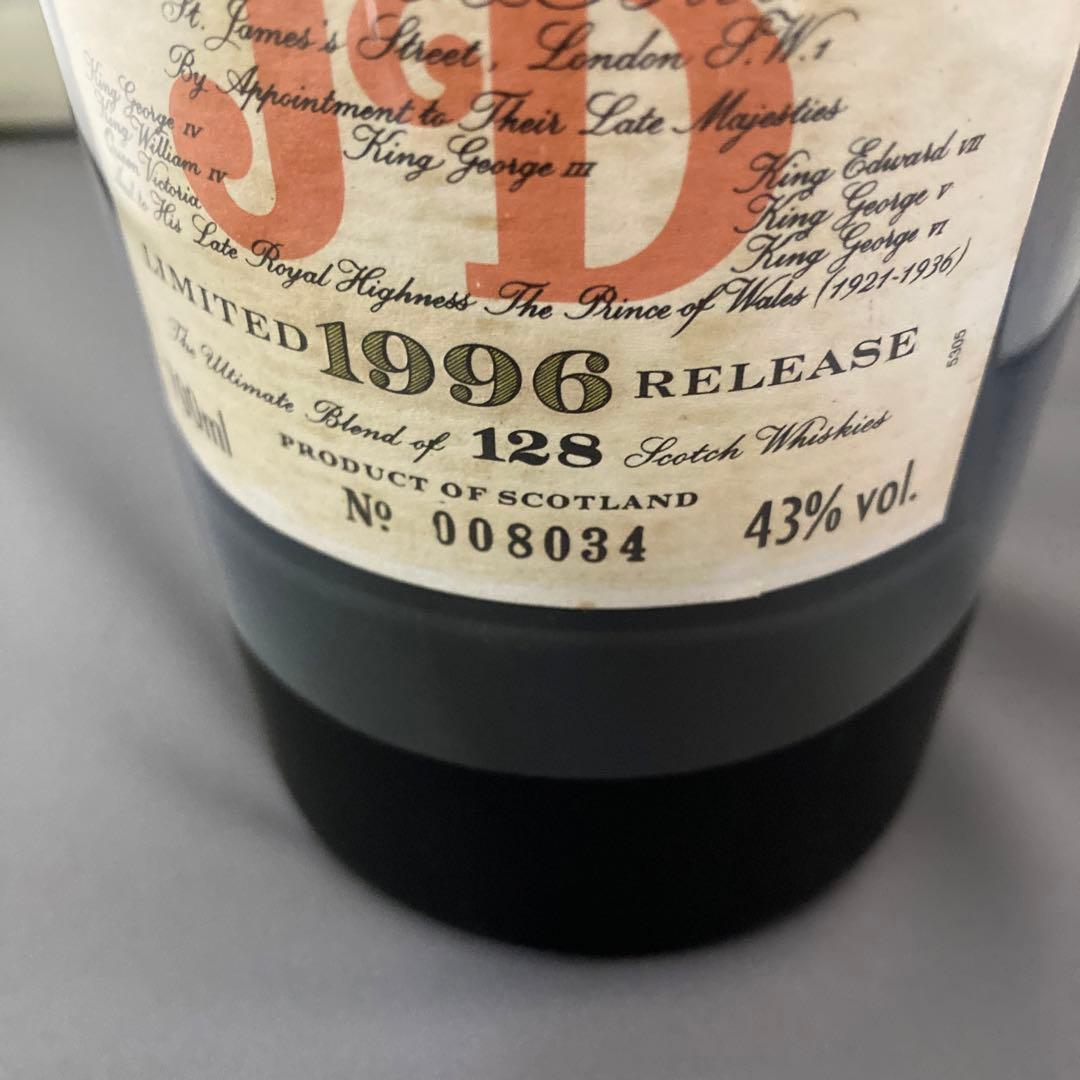 St. James's Street, London S.W.1
By Appointment to Their Late Majesties
King George III
King George IV
King William IV
Queen Victoria
King Edward VII
King George V
King George VI
And to His Late Royal Highness The Prince of Wales (1921-1936)
LIMITED 1996 RELEASE
The Ultimate Blend of 128 Scotch Whiskies
PRODUCT OF SCOTLAND
Nº 008034
43% vol.
5305